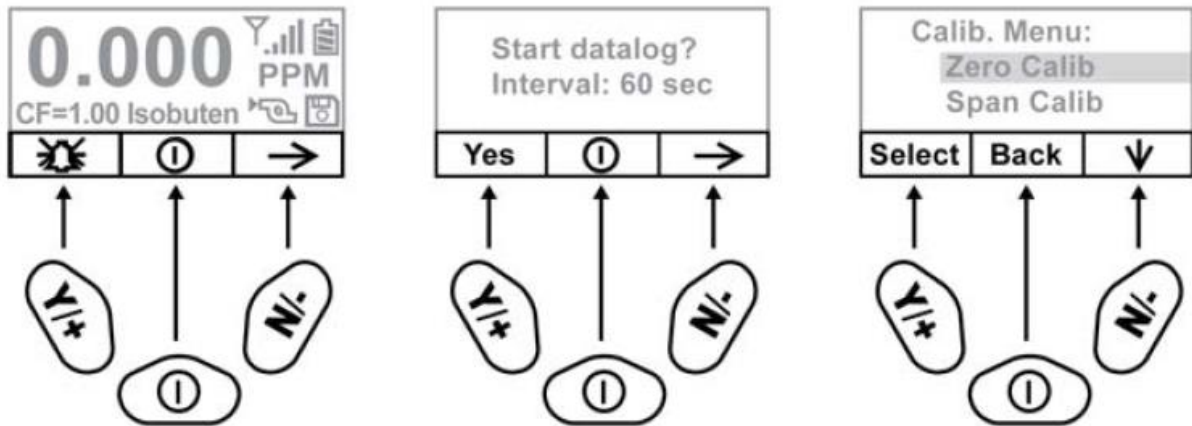 0.000
PPM
CF=1.00 Isobuten
Start datalog?
Interval: 60 sec
Yes
Calib. Menu:
Zero Calib
Span Calib
Select Back
Y/+
N/-
Y/+
N/-
Y/+
N/-